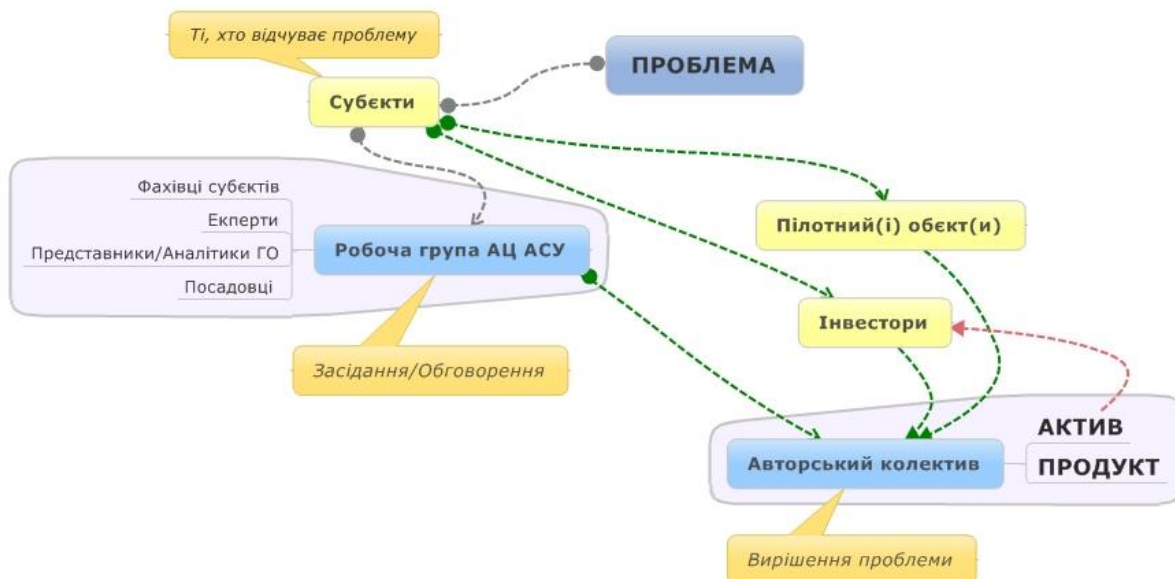 Ті, хто відчуває проблему
ПРОБЛЕМА
Субєкти
Фахівці субєктів
Екперти
Представники/Аналітики ГО
Посадовці
Робоча група АЦ АСУ
Пілотний(і) обєкт(и)
Інвестори
Засідання/Обговорення
АКТИВ
Авторський колектив
ПРОДУКТ
Вирішення проблеми